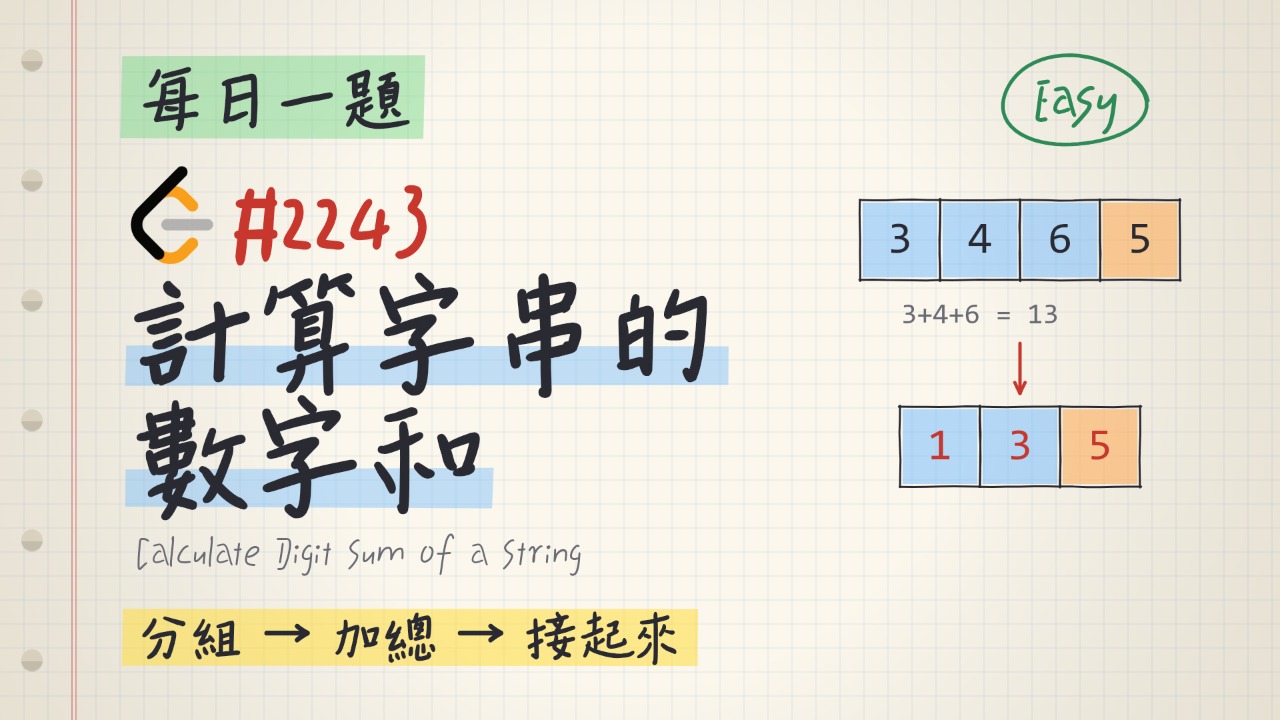 每日一題
Easy
#2243
計算字串的
數字和
Calculate Digit Sum of a String
分組 → 加總 → 接起來
3 4 6 5
3+4+6 = 13
1 3 5